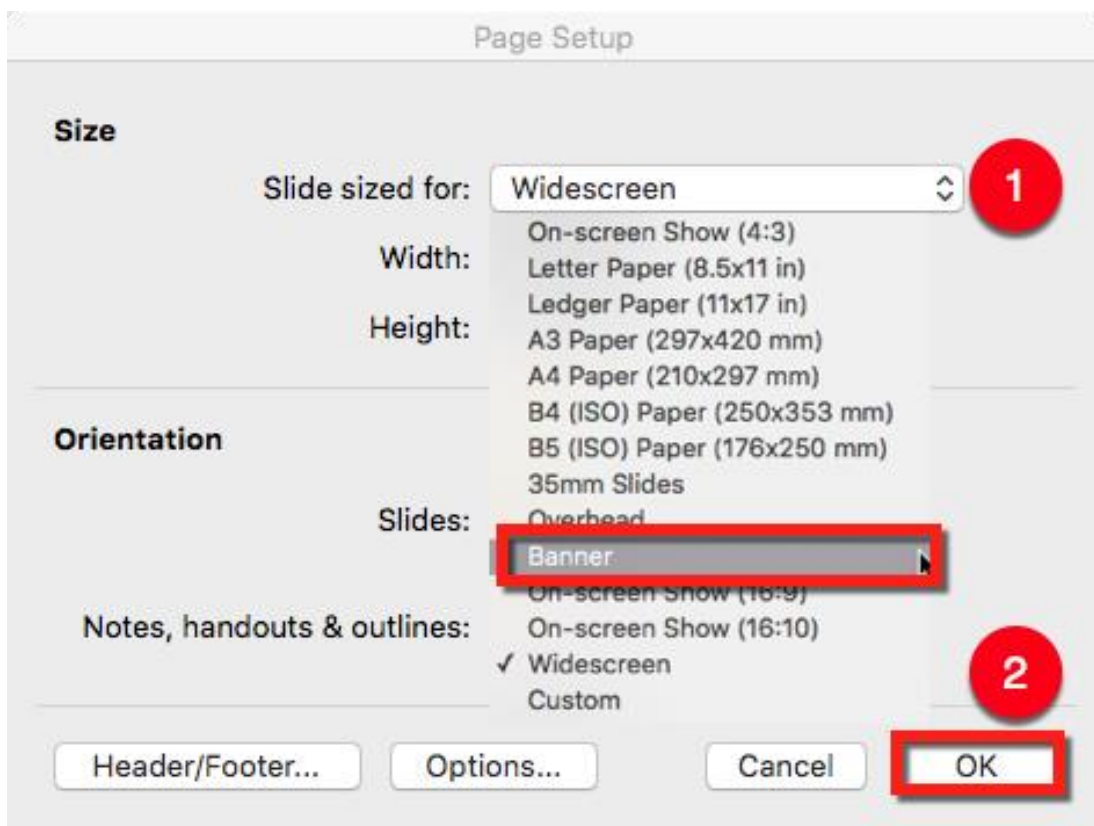 Page Setup
Size
Slide sized for: Widescreen 1
On-screen Show (4:3)
Width:
Letter Paper (8.5x11 in)
Ledger Paper (11x17 in)
Height:
A3 Paper (297x420 mm)
A4 Paper (210x297 mm)
B4 (ISO) Paper (250x353 mm)
Orientation
B5 (ISO) Paper (176x250 mm)
35mm Slides
Slides:
Overhead
Banner
On-screen Show (16:9)
Notes, handouts & outlines:
On-screen Show (16:10)
✓ Widescreen
2
Custom
Header/Footer... Options... Cancel OK